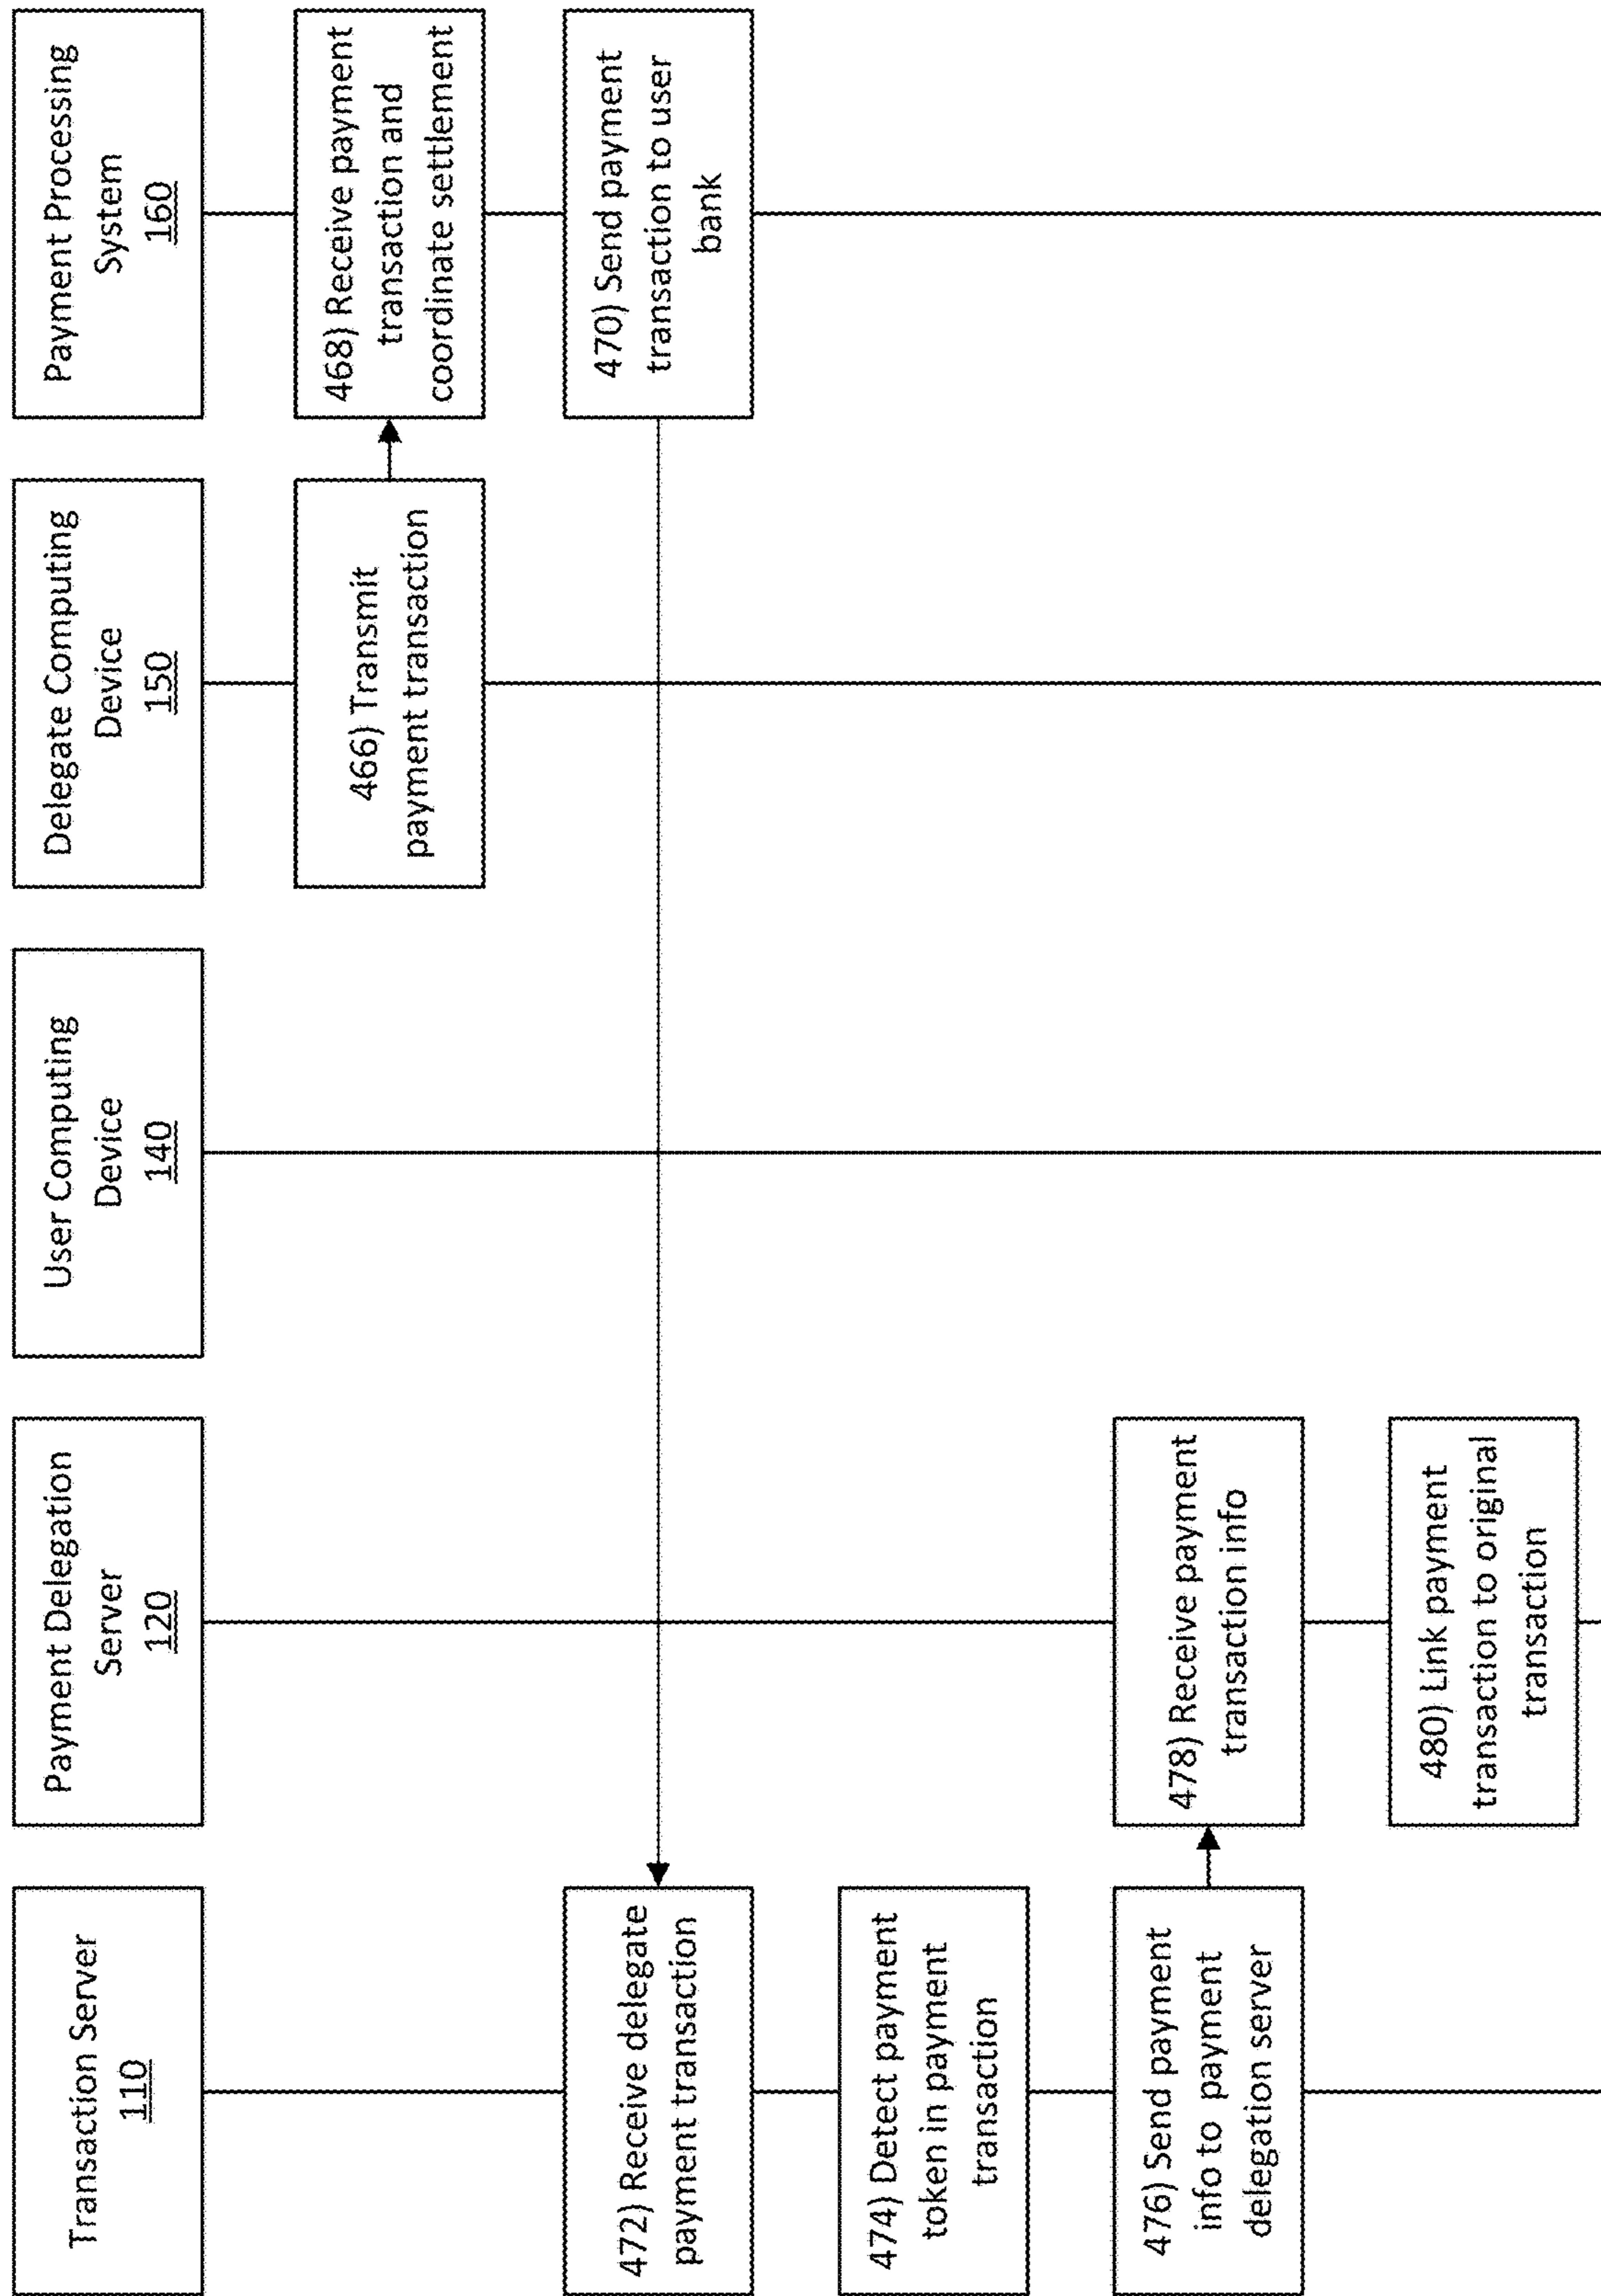 Transaction Server
110
Payment Delegation
Server
120
User Computing
Device
140
Delegate Computing
Device
150
Payment Processing
System
160
466) Transmit
payment transaction
468) Receive payment
transaction and
coordinate settlement
470) Send payment
transaction to user
bank
472) Receive delegate
payment transaction
474) Detect payment
token in payment
transaction
476) Send payment
info to payment
delegation server
478) Receive payment
transaction info
480) Link payment
transaction to original
transaction